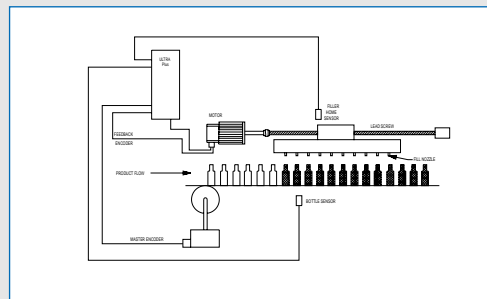 ULTRA
Plus
MOTOR
FILLER
HOME
SENSOR
LEAD SCREW
FEEDBACK
ENCODER
FILL NOZZLE
PRODUCT FLOW
BOTTLE SENSOR
MASTER ENCODER